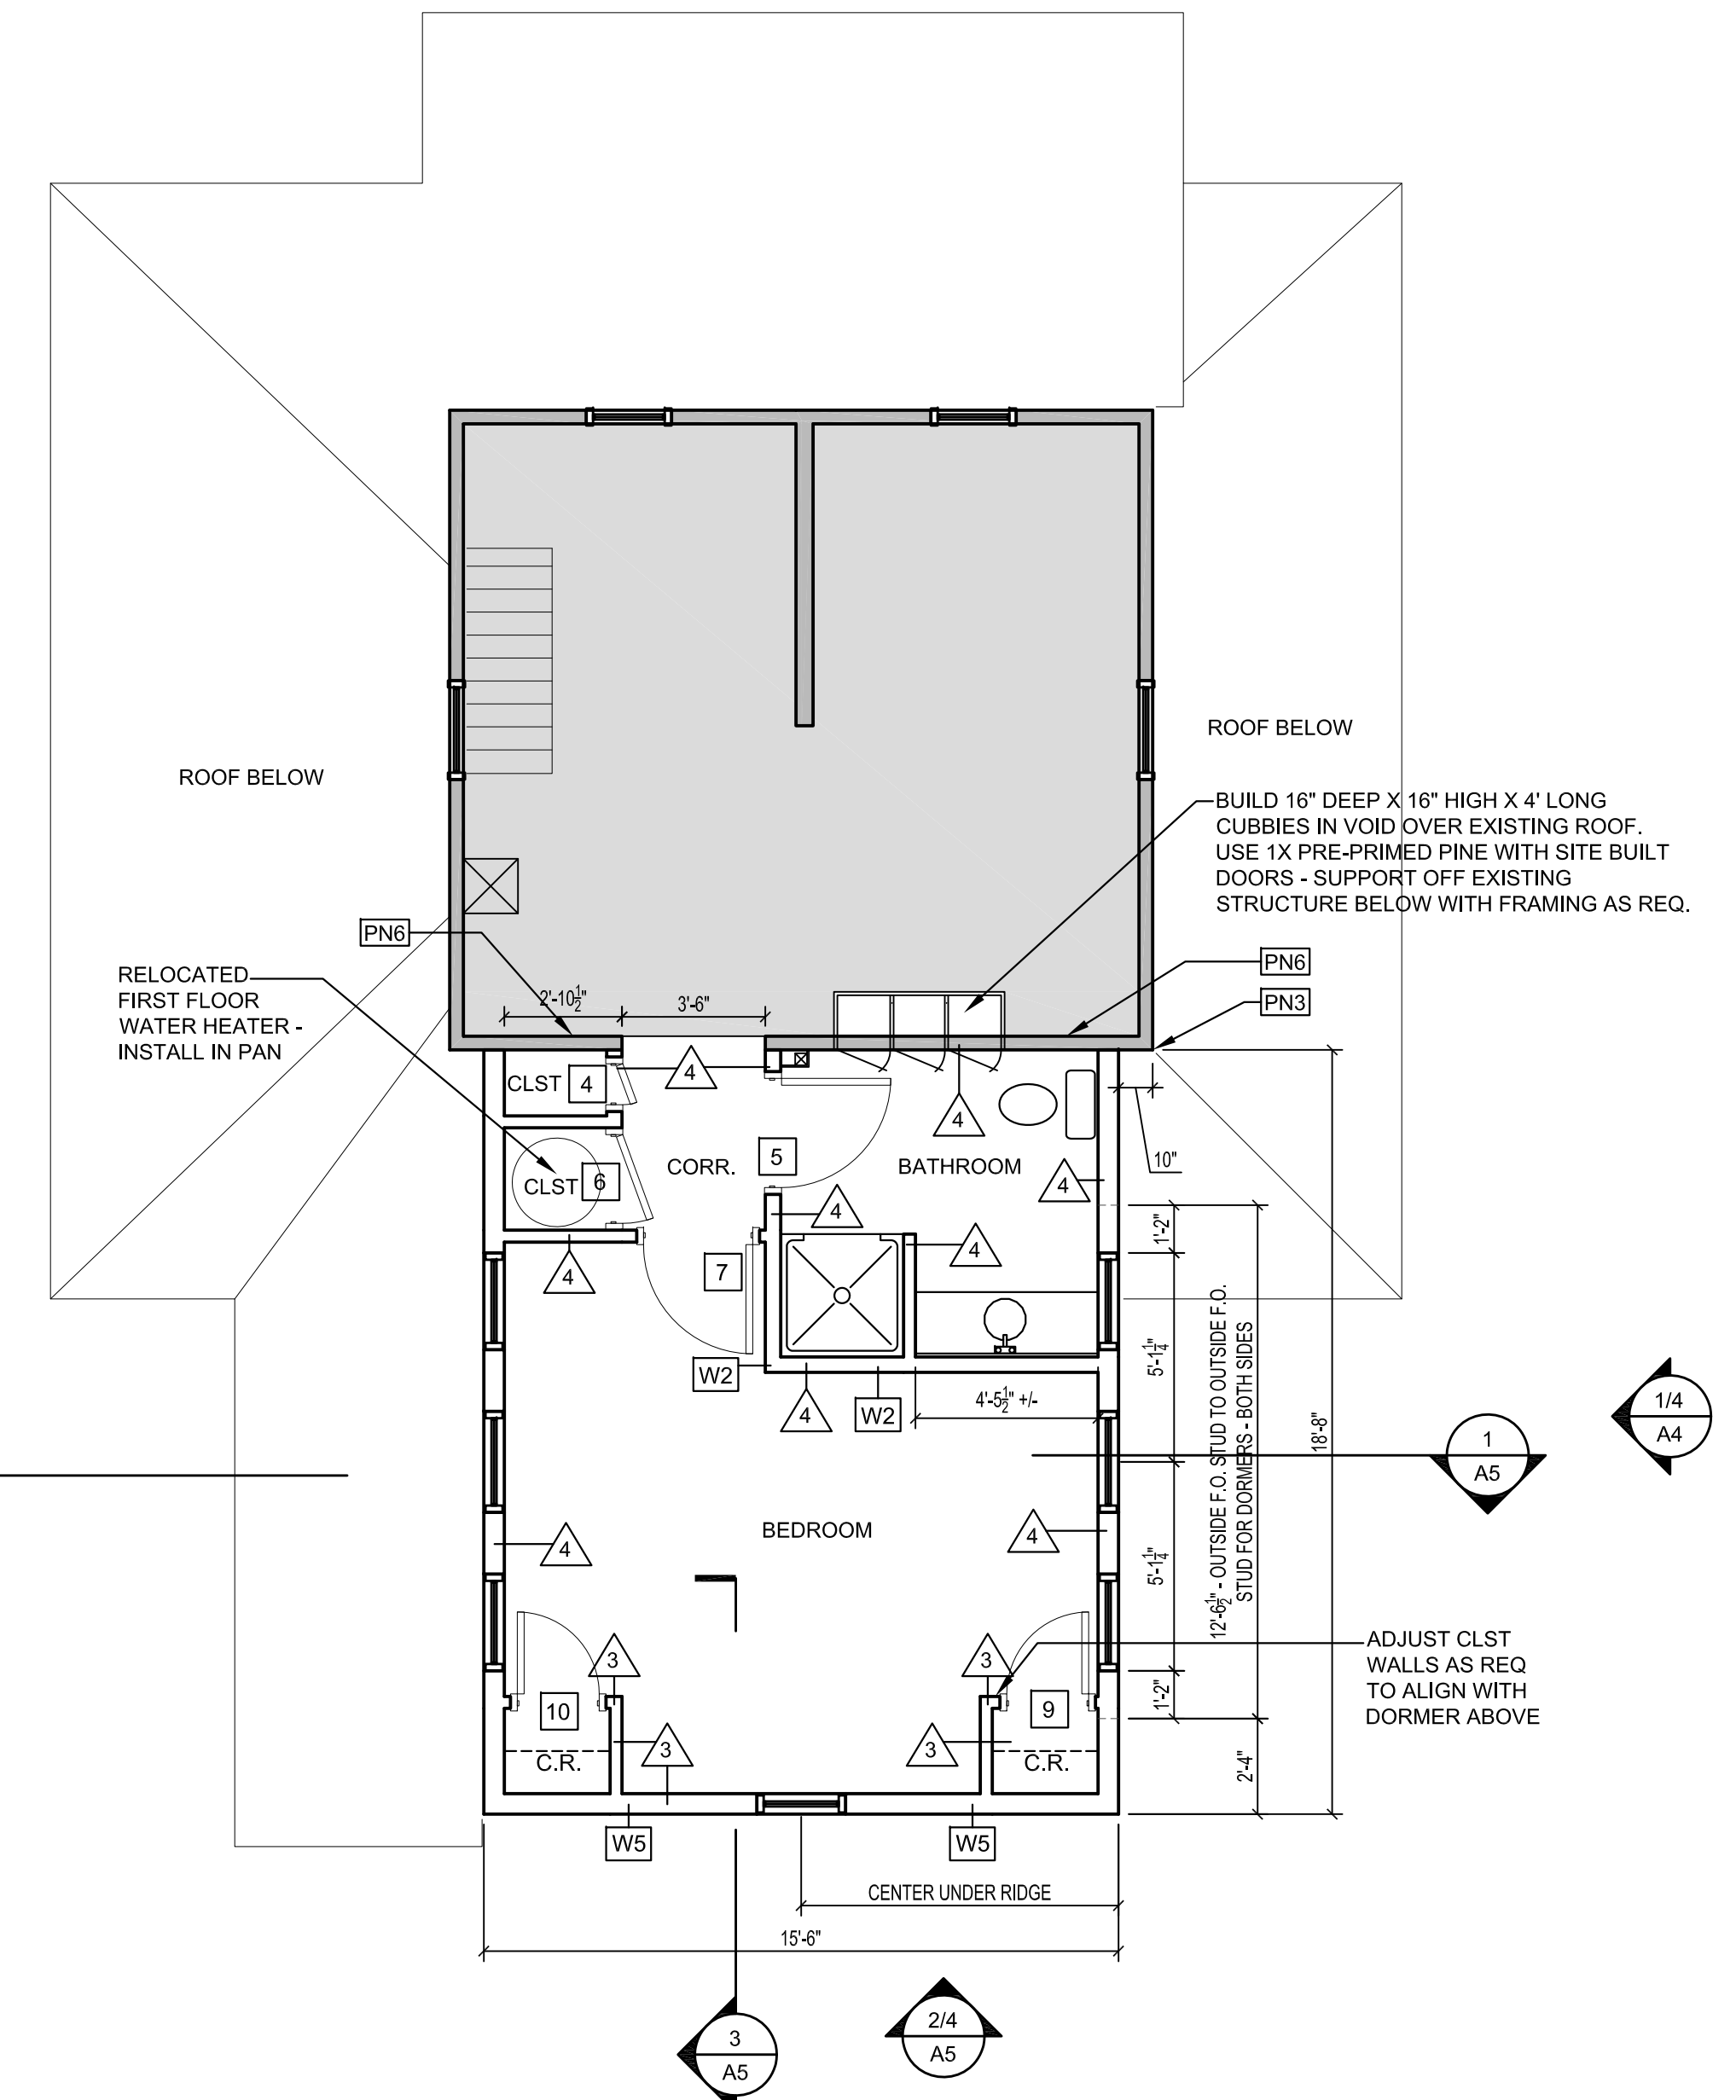 ROOF BELOW
ROOF BELOW
BUILD 16" DEEP X 16" HIGH X 4' LONG
CUBBIES IN VOID OVER EXISTING ROOF.
USE 1X PRE-PRIMED PINE WITH SITE BUILT
DOORS - SUPPORT OFF EXISTING
STRUCTURE BELOW WITH FRAMING AS REQ.
PN6
PN6
PN3
RELOCATED
FIRST FLOOR
WATER HEATER -
INSTALL IN PAN
2'-10½"
3'-6"
CLST
4
4
4
10"
CORR.
5
BATHROOM
CLST
6
4
4
4
4
7
1'-2"
W2
4
W2
4'-5½" +/-
5'-1¼"
12'-6½" - OUTSIDE F.O. STUD TO OUTSIDE F.O.
STUD FOR DORMERS - BOTH SIDES
18'-8"
1/4
A4
1
A5
BEDROOM
4
4
5'-1¼"
ADJUST CLST
WALLS AS REQ
TO ALIGN WITH
DORMER ABOVE
3
3
10
9
1'-2"
3
3
C.R.
C.R.
2'-4"
W5
W5
CENTER UNDER RIDGE
15'-6"
3
A5
2/4
A5